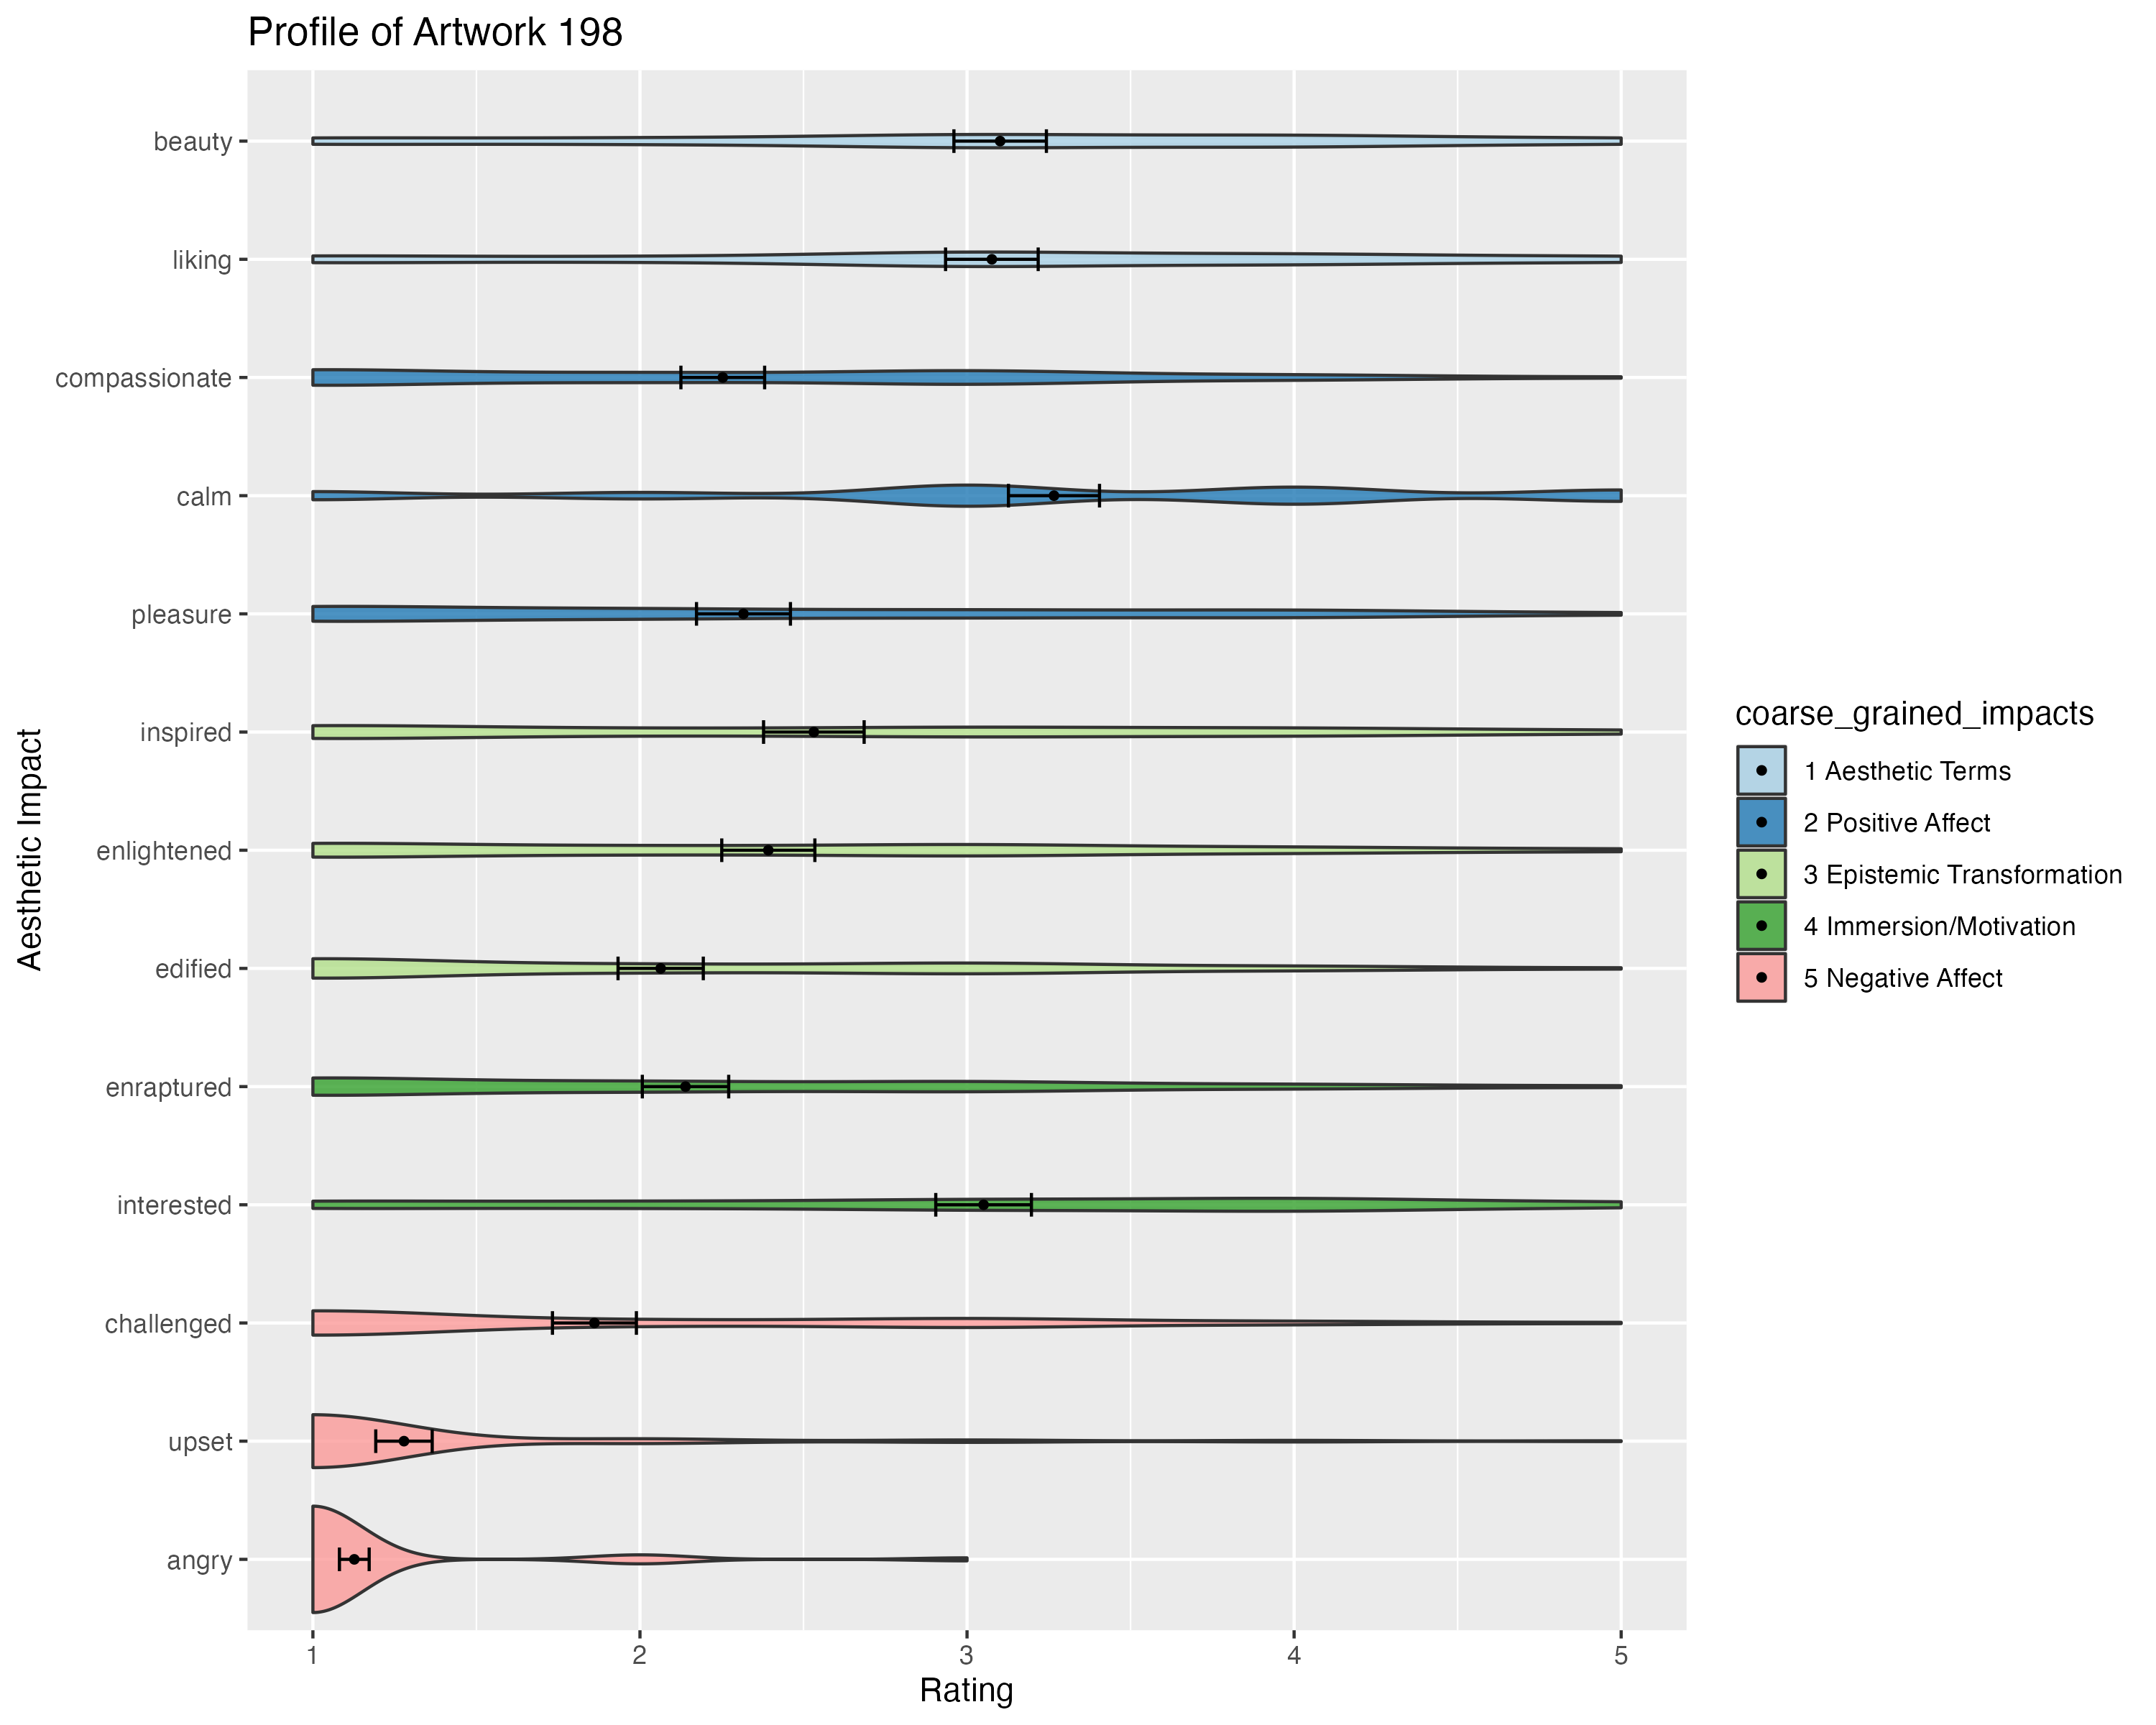 Profile of Artwork 198
beauty
liking
compassionate
calm
pleasure
inspired
enlightened
edified
enraptured
interested
challenged
upset
angry
Aesthetic Impact
1 2 3 4 5
Rating
coarse_grained_impacts
1 Aesthetic Terms
2 Positive Affect
3 Epistemic Transformation
4 Immersion/Motivation
5 Negative Affect